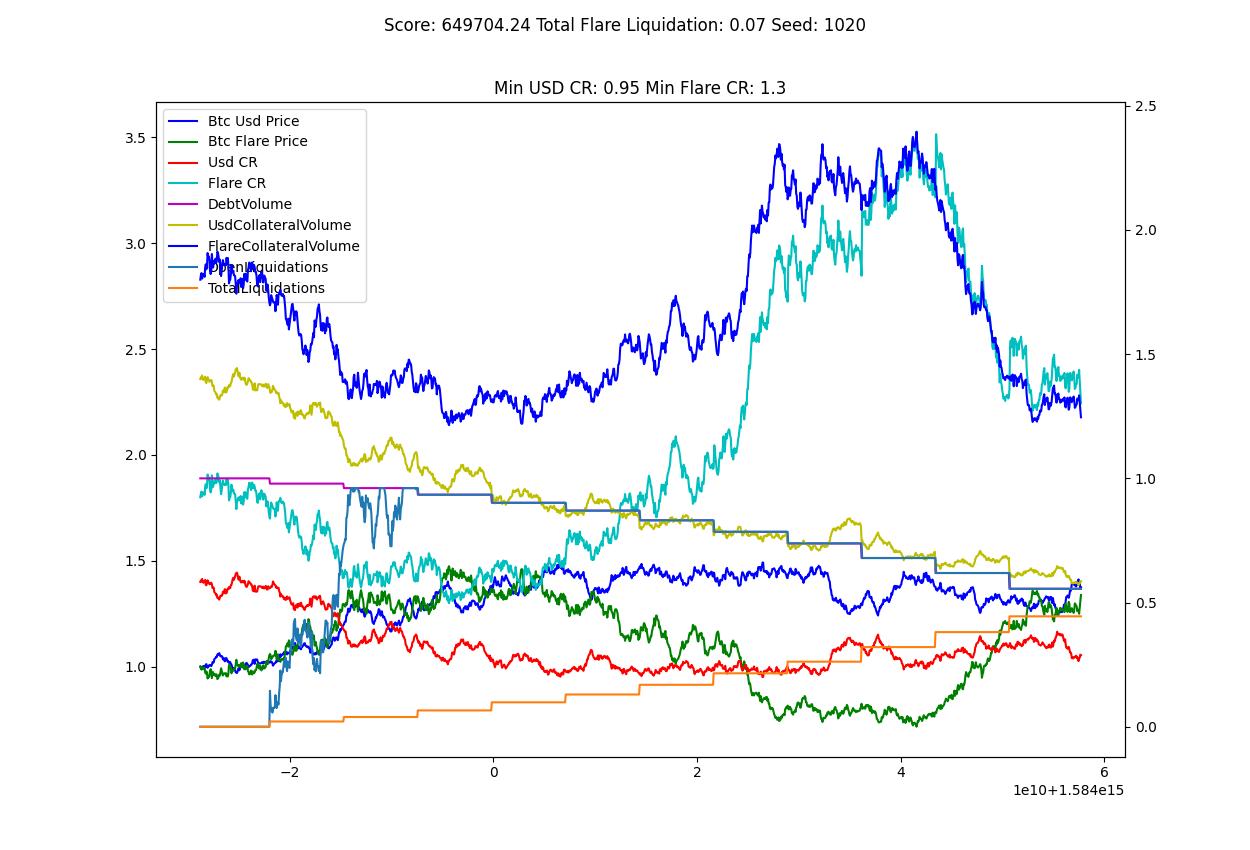 Score: 649704.24 Total Flare Liquidation: 0.07 Seed: 1020
Min USD CR: 0.95 Min Flare CR: 1.3
Btc Usd Price
Btc Flare Price
Usd CR
Flare CR
DebtVolume
UsdCollateralVolume
FlareCollateralVolume
OpenLiquidations
TotalLiquidations
3.5
3.0
2.5
2.0
1.5
1.0
2.5
2.0
1.5
1.0
0.5
0.0
−2
0
2
4
6
1e10+1.584e15